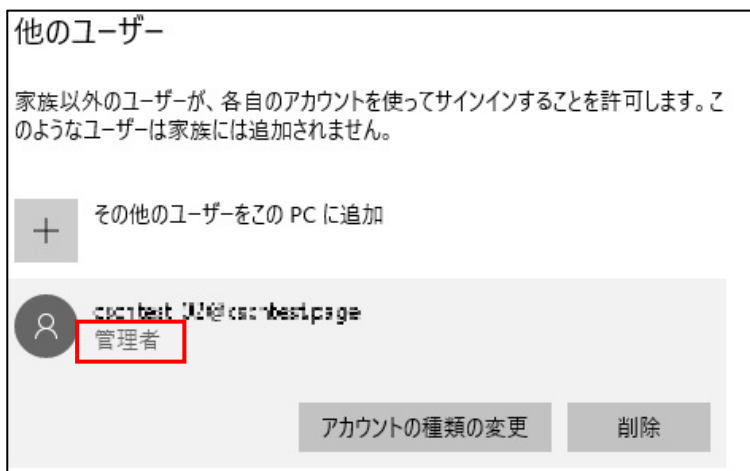 他のユーザー
家族以外のユーザーが、各自のアカウントを使ってサインインすることを許可します。こ
のようなユーザーは家族には追加されません。
その他のユーザーをこの PC に追加
管理者
アカウントの種類の変更
削除